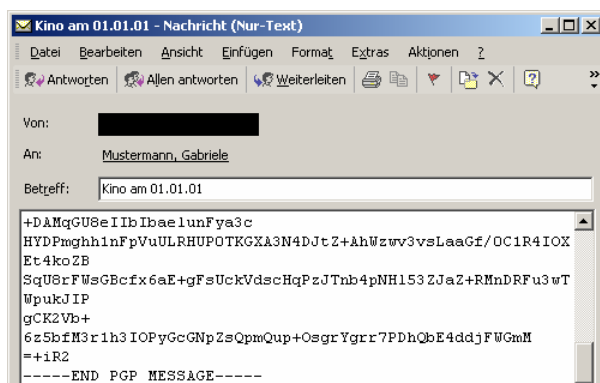 Kino am 01.01.01 - Nachricht (Nur-Text)
Datei Bearbeiten Ansicht Einfügen Format Extras Aktionen ?
Antworten Allen antworten Weiterleiten
Von:
An: Mustermann, Gabriele
Betreff: Kino am 01.01.01
+DAMqGU8eIIbIbaelunFya3c
HYDPmghh1nFpVuULRHUPOTKGXA3N4DJtZ+AhWzwv3vsLaaGf/OC1R4IOX
Et4koZB
SqU8rFWsGBcfx6aE+gFsUckVdscHqPzJTnb4pNHl53ZJaZ+RMnDRFu3wT
WpukJIP
gCK2Vb+
6z5bfM3r1h3IOPyGcGNpZsQpmQup+OsgrYgrr7PDhQbE4ddjFWGmM
=+iR2
-----END PGP MESSAGE-----